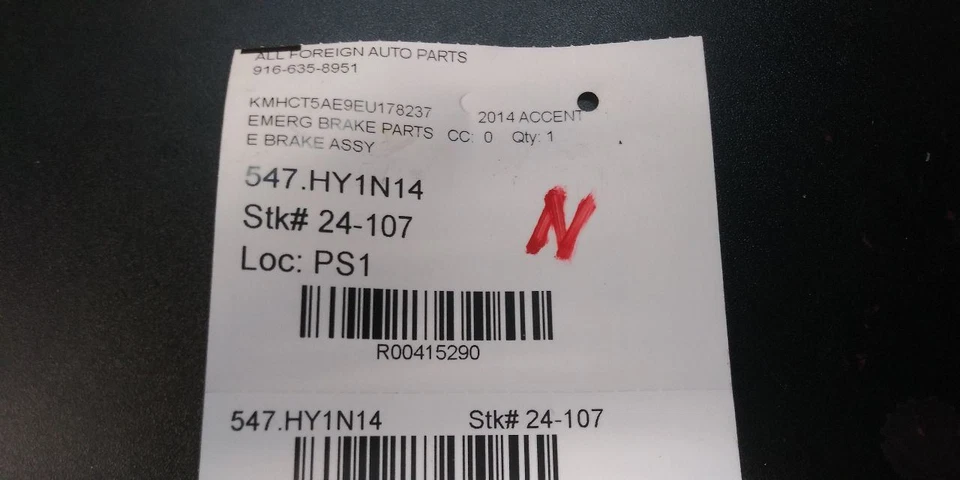 ALL FOREIGN AUTO PARTS
916-635-8951
KMHCT5AE9EU178237 2014 ACCENT
EMERG BRAKE PARTS CC: 0 Qty: 1
E BRAKE ASSY
547.HY1N14
Stk# 24-107
N
Loc: PS1
R00415290
547.HY1N14 Stk# 24-107